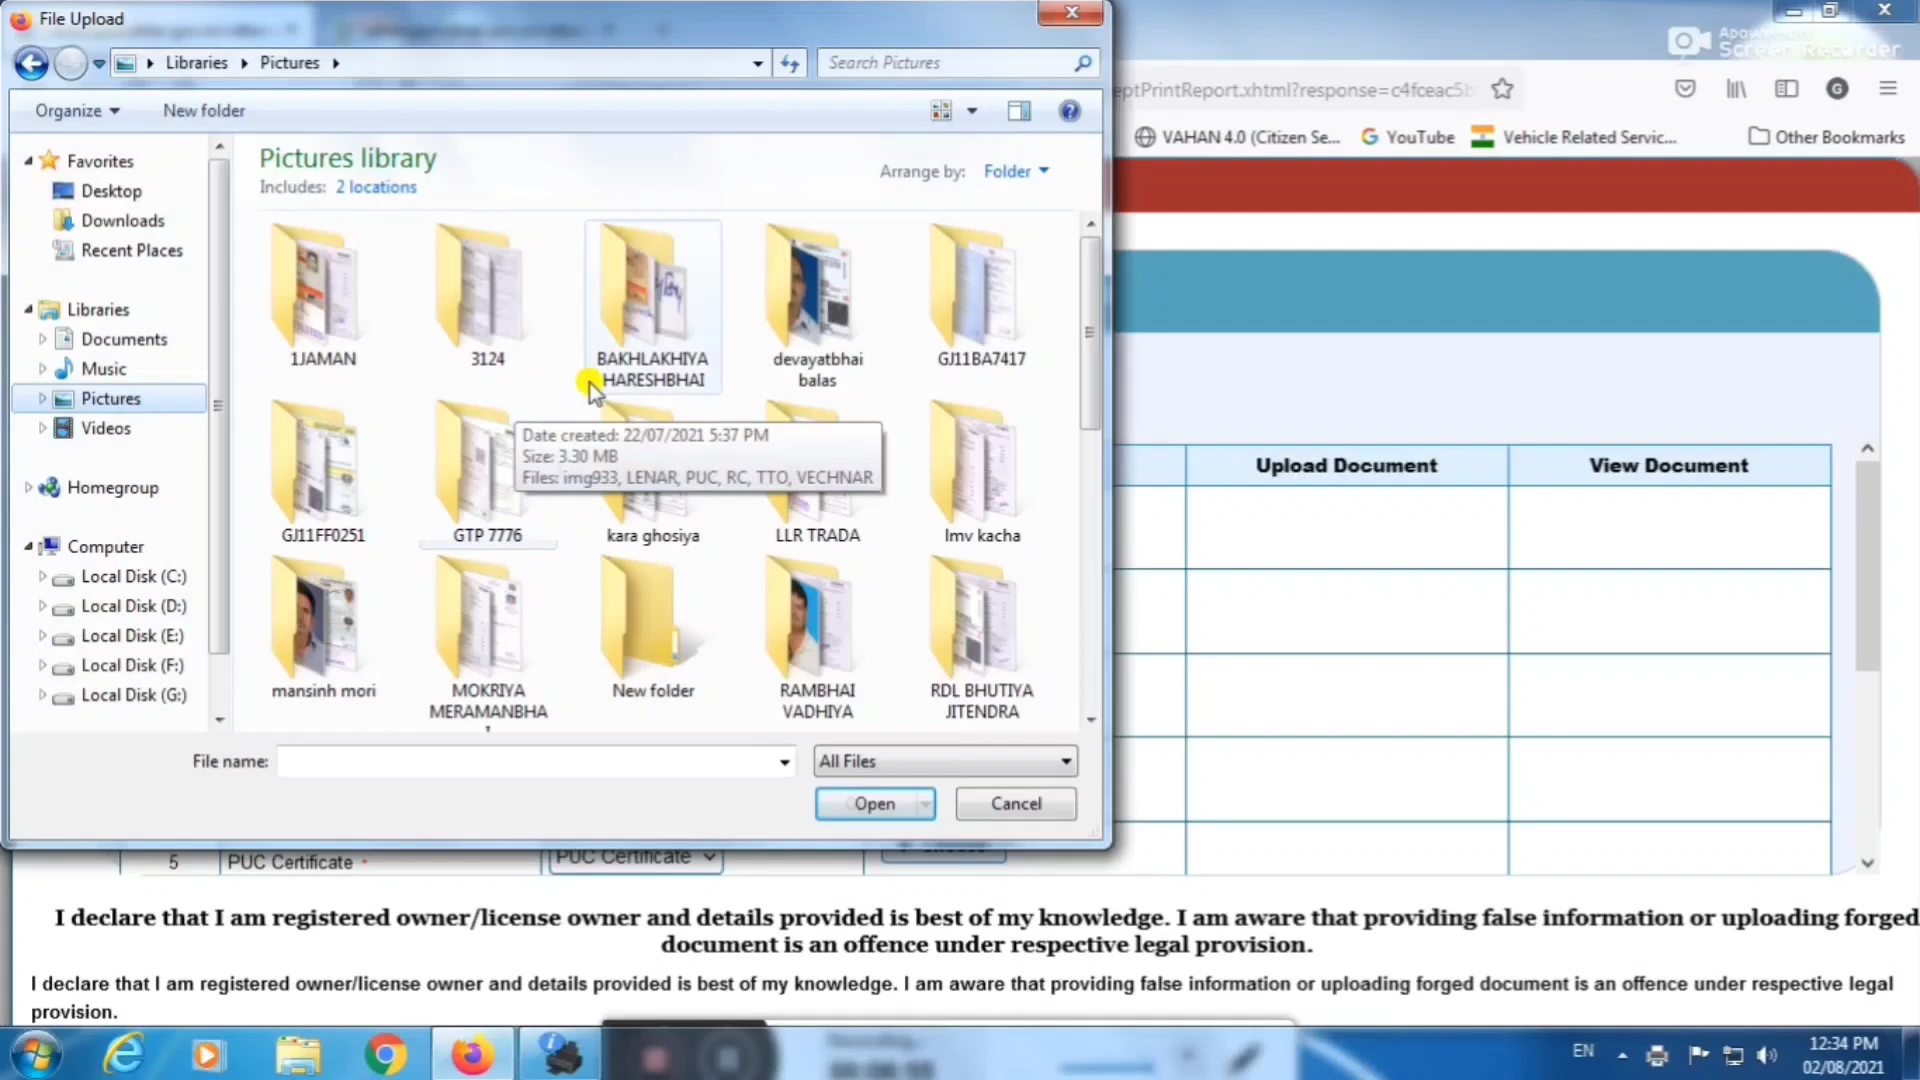 File Upload
Apowersoft
Screen Recorder
Libraries
Pictures
Search Pictures
eptPrintReport.xhtml?response=c4fceac5b
Organize
New folder
VAHAN 4.0 (Citizen Se...
YouTube
Vehicle Related Servic...
Other Bookmarks
Favorites
Desktop
Downloads
Recent Places
Libraries
Documents
Music
Pictures
Videos
Homegroup
Computer
Local Disk (C:)
Local Disk (D:)
Local Disk (E:)
Local Disk (F:)
Local Disk (G:)
Pictures library
Includes: 2 locations
Arrange by: Folder
1JAMAN
3124
BAKHLAKHIYA
HARESHBHAI
devayatbhai
balas
GJ11BA7417
Date created: 22/07/2021 5:37 PM
Size: 3.30 MB
Files: img933, LENAR, PUC, RC, TTO, VECHNAR
GJ11FF0251
GTP 7776
kara ghosiya
LLR TRADA
lmv kacha
mansinh mori
MOKRIYA
MERAMANBHA
New folder
RAMBHAI
VADHIYA
RDL BHUTIYA
JITENDRA
File name:
All Files
Open
Cancel
Upload Document
View Document
5
PUC Certificate
PUC Certificate
I declare that I am registered owner/license owner and details provided is best of my knowledge. I am aware that providing false information or uploading forged
document is an offence under respective legal provision.
I declare that I am registered owner/license owner and details provided is best of my knowledge. I am aware that providing false information or uploading forged document is an offence under respective legal
provision.
EN
12:34 PM
02/08/2021